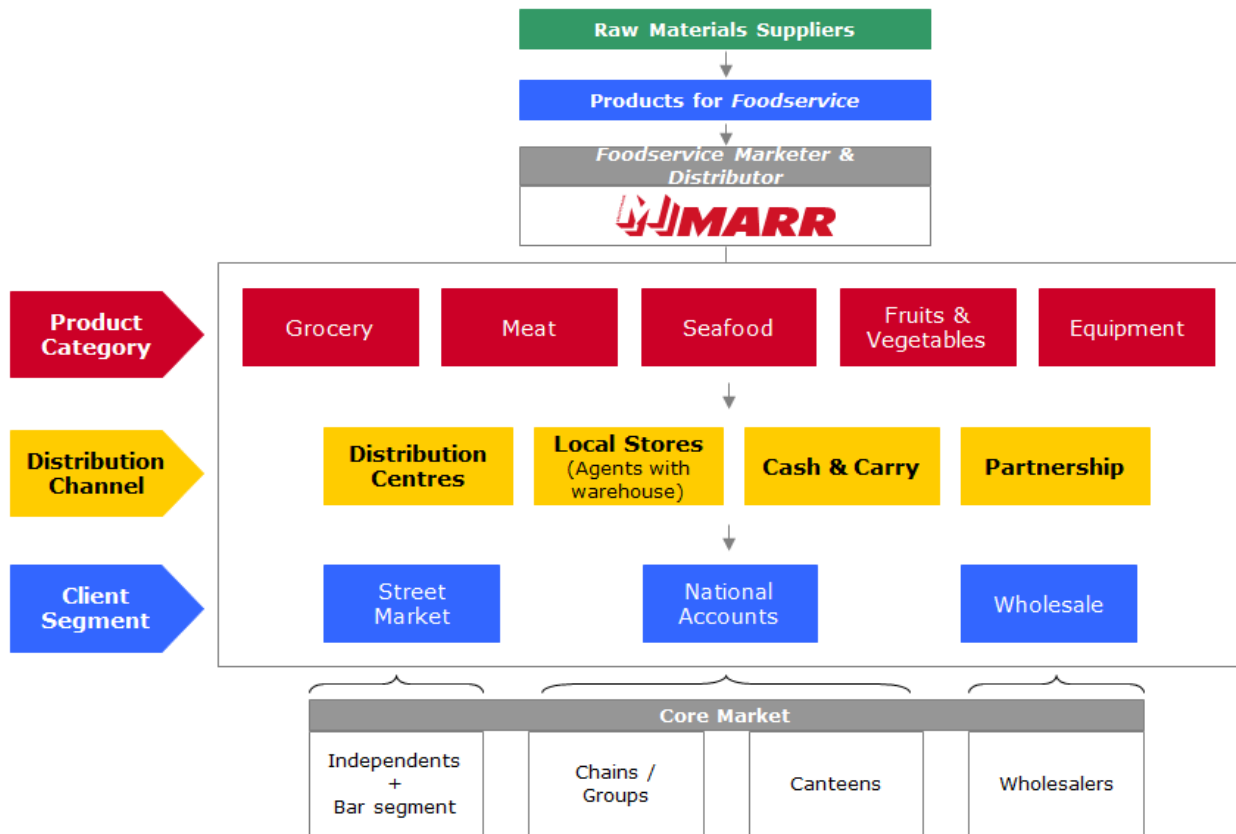 Raw Materials Suppliers
Products for Foodservice
Foodservice Marketer &
Distributor
MARR
Product
Category
Grocery
Meat
Seafood
Fruits &
Vegetables
Equipment
Distribution
Channel
Distribution
Centres
Local Stores
(Agents with
warehouse)
Cash & Carry
Partnership
Client
Segment
Street
Market
National
Accounts
Wholesale
Core Market
Independents
+
Bar segment
Chains /
Groups
Canteens
Wholesalers